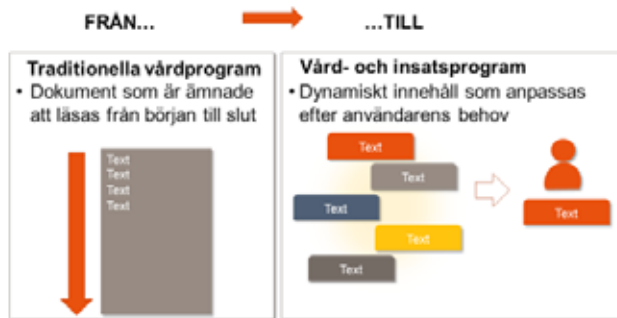 FRÅN...
...TILL
Traditionella vårdprogram
• Dokument som är ämnade
att läsas från början till slut
Text
Text
Text
Text
Vård- och insatsprogram
• Dynamiskt innehåll som anpassas
efter användarens behov
Text
Text
Text
Text
Text
Text